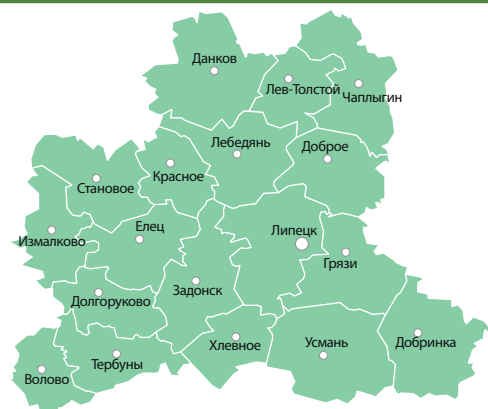 Данков
Лев-Толстой
Чаплыгин
Лебедянь
Доброе
Красное
Становое
Елец
Липецк
Измалково
Грязи
Задонск
Долгоруково
Хлевное
Усмань
Добринка
Тербуны
Волово